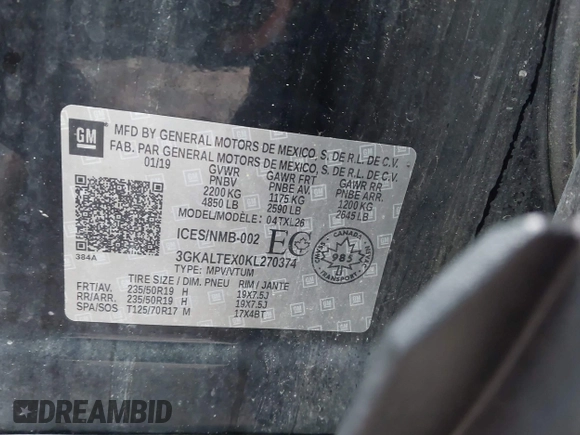 GM
MFD BY GENERAL MOTORS DE MEXICO, S. DE R.L. DE C.V.
FAB. PAR GENERAL MOTORS DE MEXICO, S. DE R.L. DE C.V.
01/19 GVWR GAWR FRT GAWR RR
PNBV PNBE AV. PNBE ARR.
2200 KG 1175 KG 1200 KG
4850 LB 2590 LB 2645 LB
MODEL/MODÈLE: 04TXL26
ICES/NMB-002 EC
384A
3GKALTEX0KL270374
TYPE: MPV/VTUM
CANADA
985
TRANSPORT
TIRE SIZE / DIM. PNEU RIM / JANTE
FRT/AV. 235/50R19 H 19X7.5J
RR/ARR. 235/50R19 H 19X7.5J
SPA/SOS T125/70R17 M 17X4BT
DREAMBID